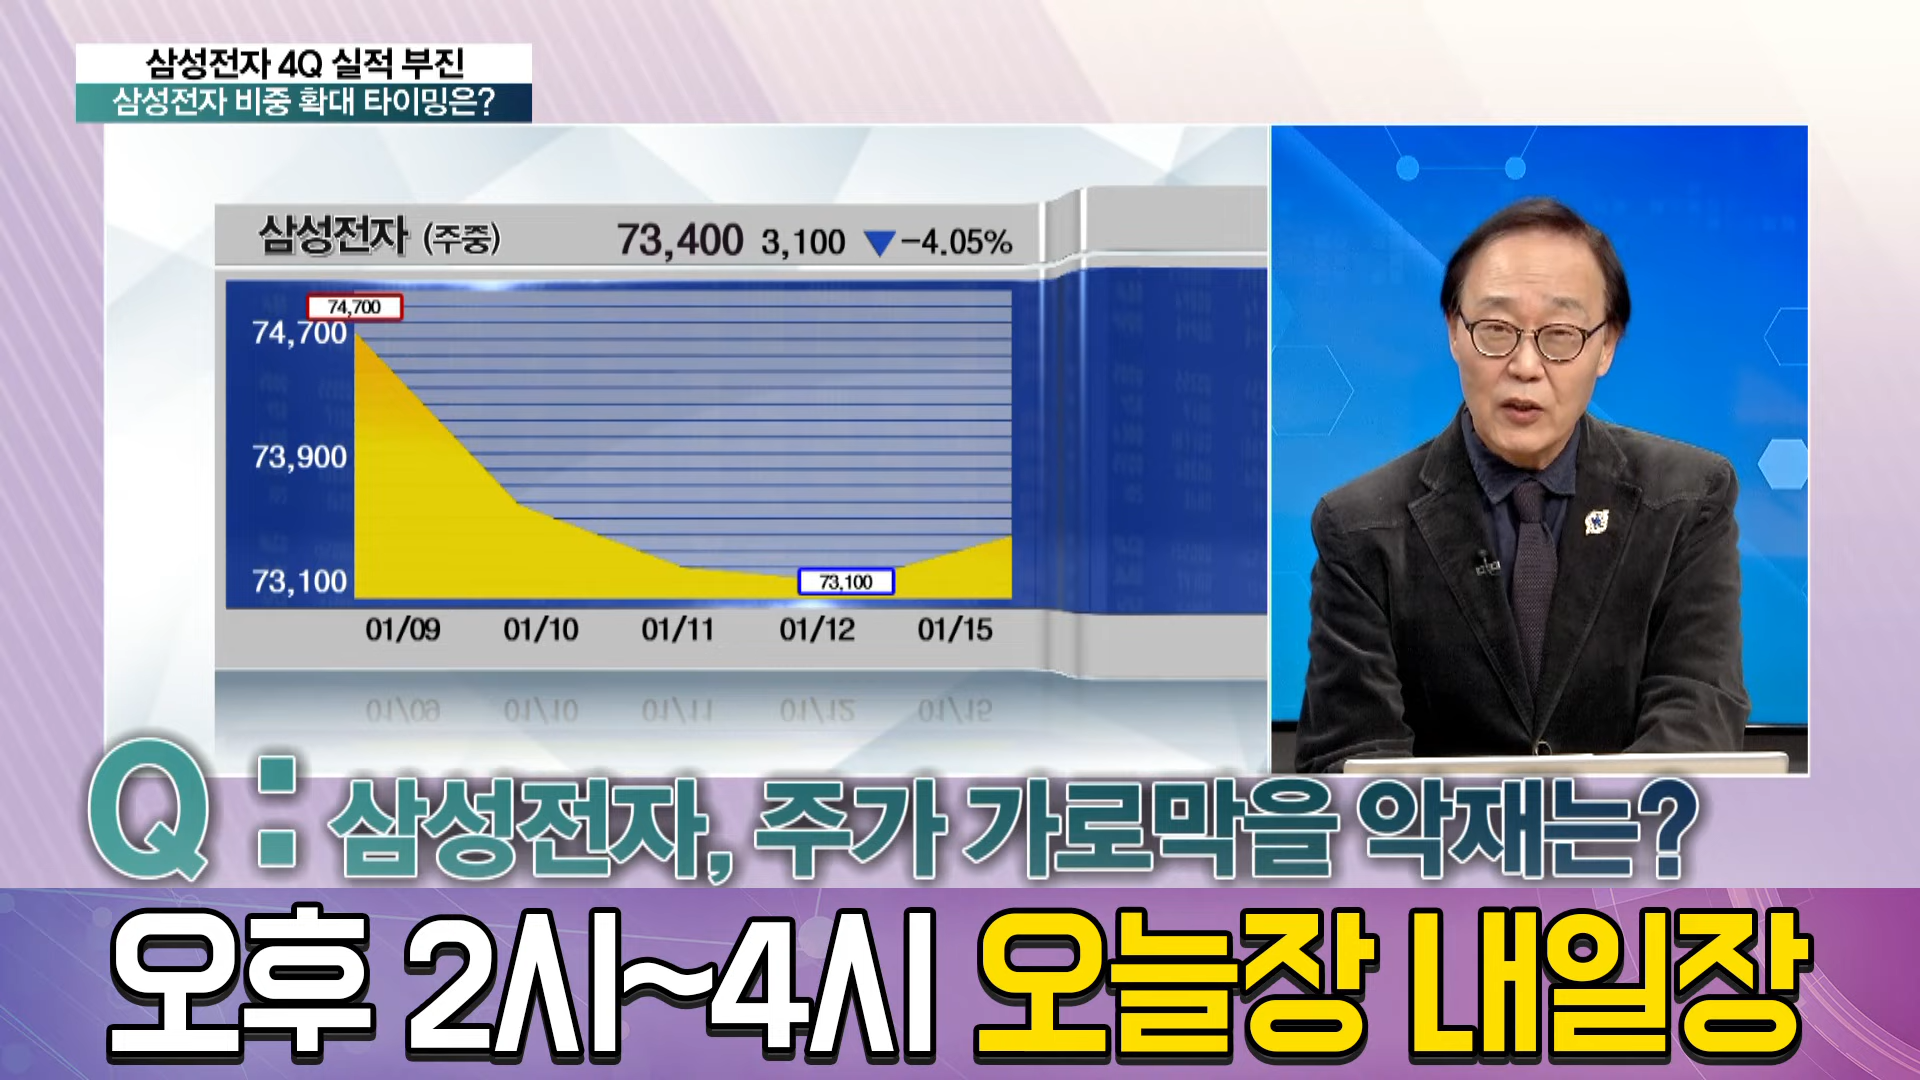 삼성전자 4Q 실적 부진
삼성전자 비중 확대 타이밍은?
삼성전자 (주중) 73,400 3,100 ▼-4.05%
74,700
74,700
73,900
73,100
73,100
01/09 01/10 01/11 01/12 01/15
Q : 삼성전자, 주가 가로막을 악재는?
오후 2시~4시 오늘장 내일장